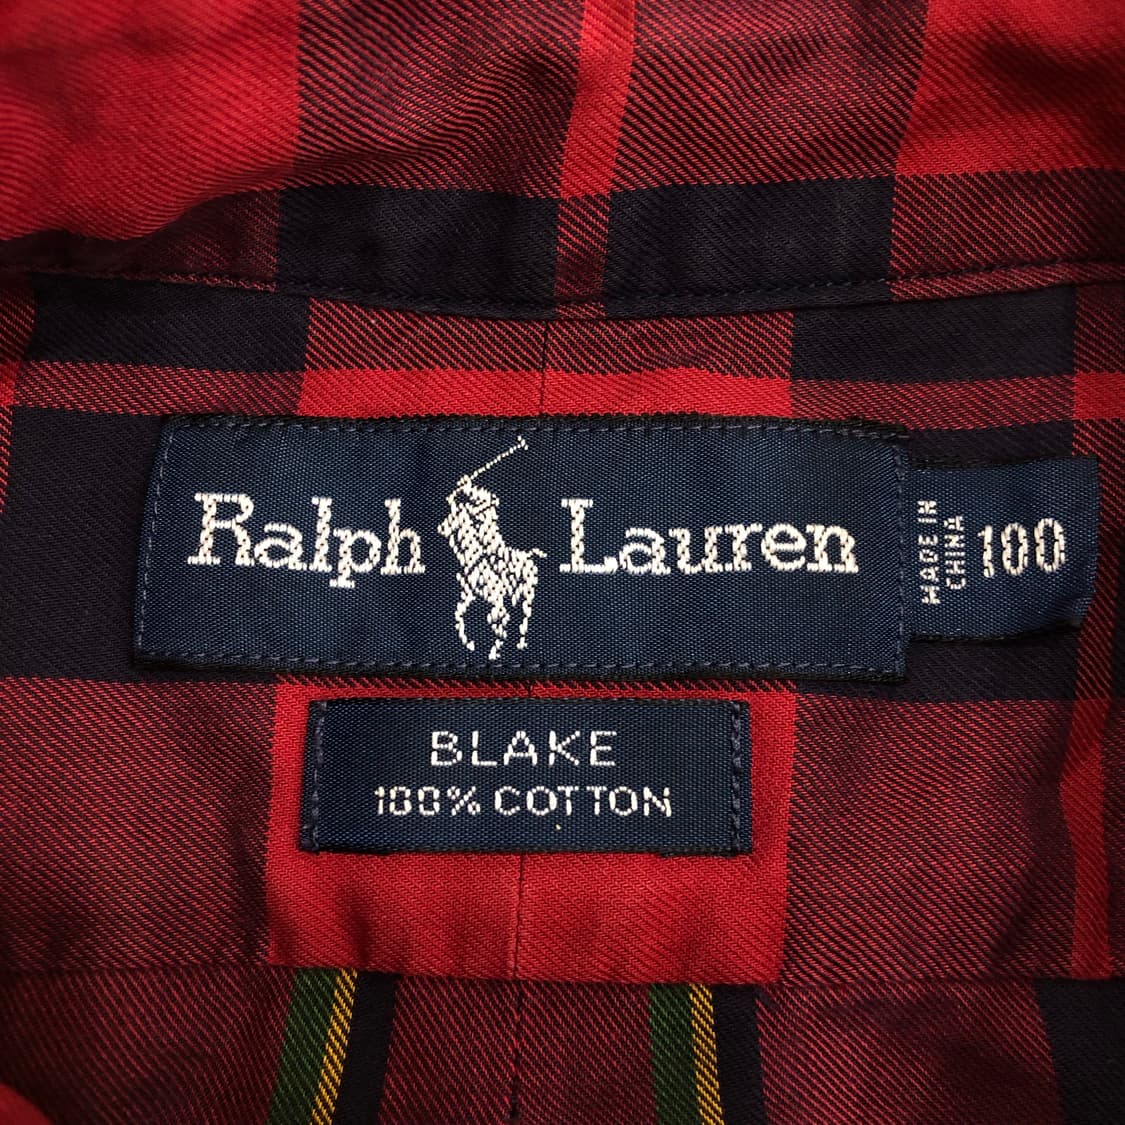 Ralph Lauren
MADE IN
CHINA
100
BLAKE
100% COTTON